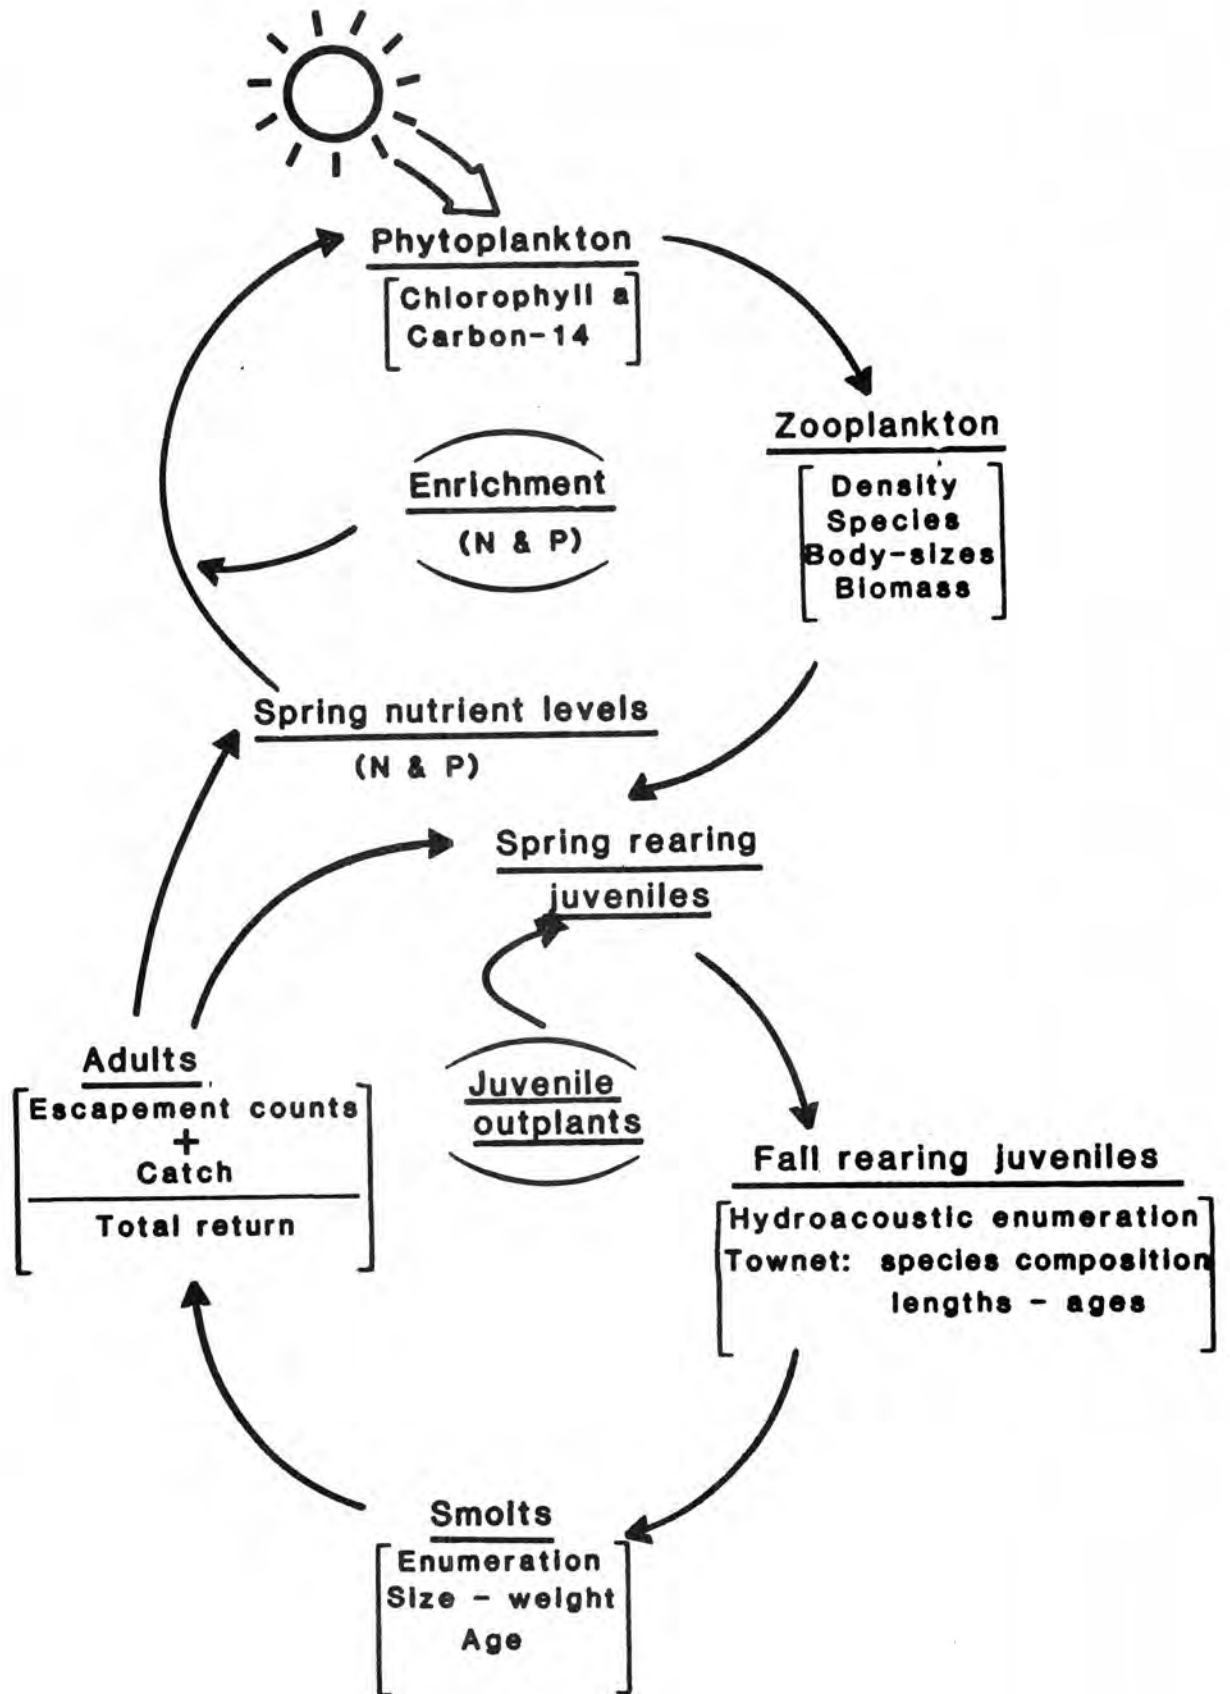 Phytoplankton
Chlorophyll a
Carbon-14
Zooplankton
Density
Species
Body-sizes
Biomass
Enrichment
(N & P)
Spring nutrient levels
(N & P)
Spring rearing
juveniles
Adults
Escapement counts
+
Catch
Total return
Juvenile
outplants
Fall rearing juveniles
Hydroacoustic enumeration
Townet: species composition
lengths - ages
Smolts
Enumeration
Size - weight
Age